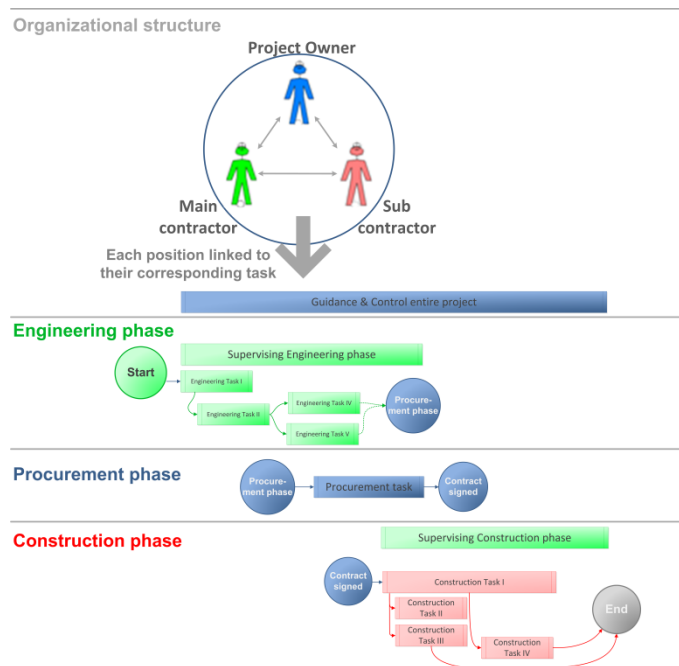 Organizational structure
Project Owner
Main
contractor
Sub
contractor
Each position linked to
their corresponding task
Guidance & Control entire project
Engineering phase
Supervising Engineering phase
Start
Engineering Task I
Engineering Task II
Engineering Task IV
Engineering Task V
Procure-
ment phase
Procurement phase
Procure-
ment phase
Procurement task
Contract
signed
Construction phase
Supervising Construction phase
Contract
signed
Construction Task I
Construction
Task II
Construction
Task III
Construction
Task IV
End